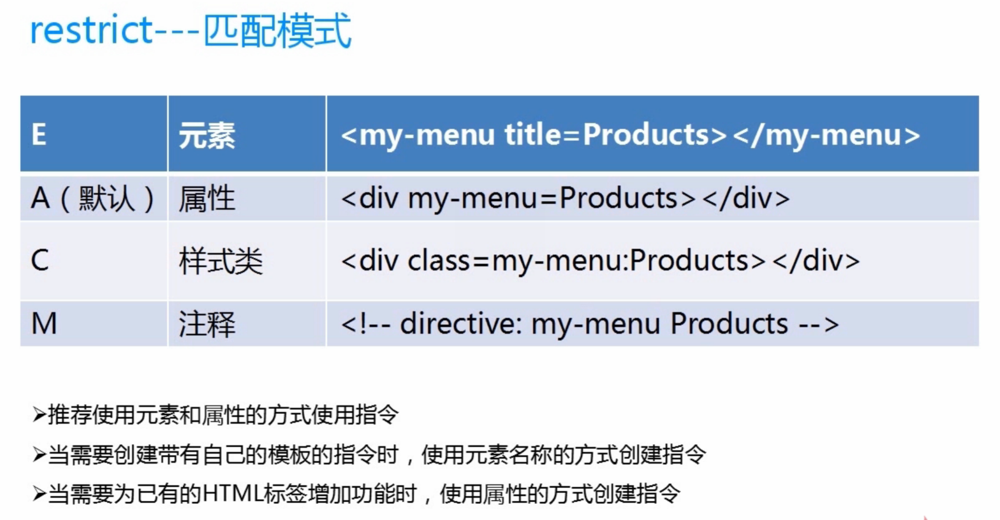 restrict---匹配模式
E 元素 <my-menu title=Products></my-menu>
A（默认） 属性 <div my-menu=Products></div>
C 样式类 <div class=my-menu:Products></div>
M 注释 <!-- directive: my-menu Products -->
➢推荐使用元素和属性的方式使用指令
➢当需要创建带有自己的模板的指令时，使用元素名称的方式创建指令
➢当需要为已有的HTML标签增加功能时，使用属性的方式创建指令